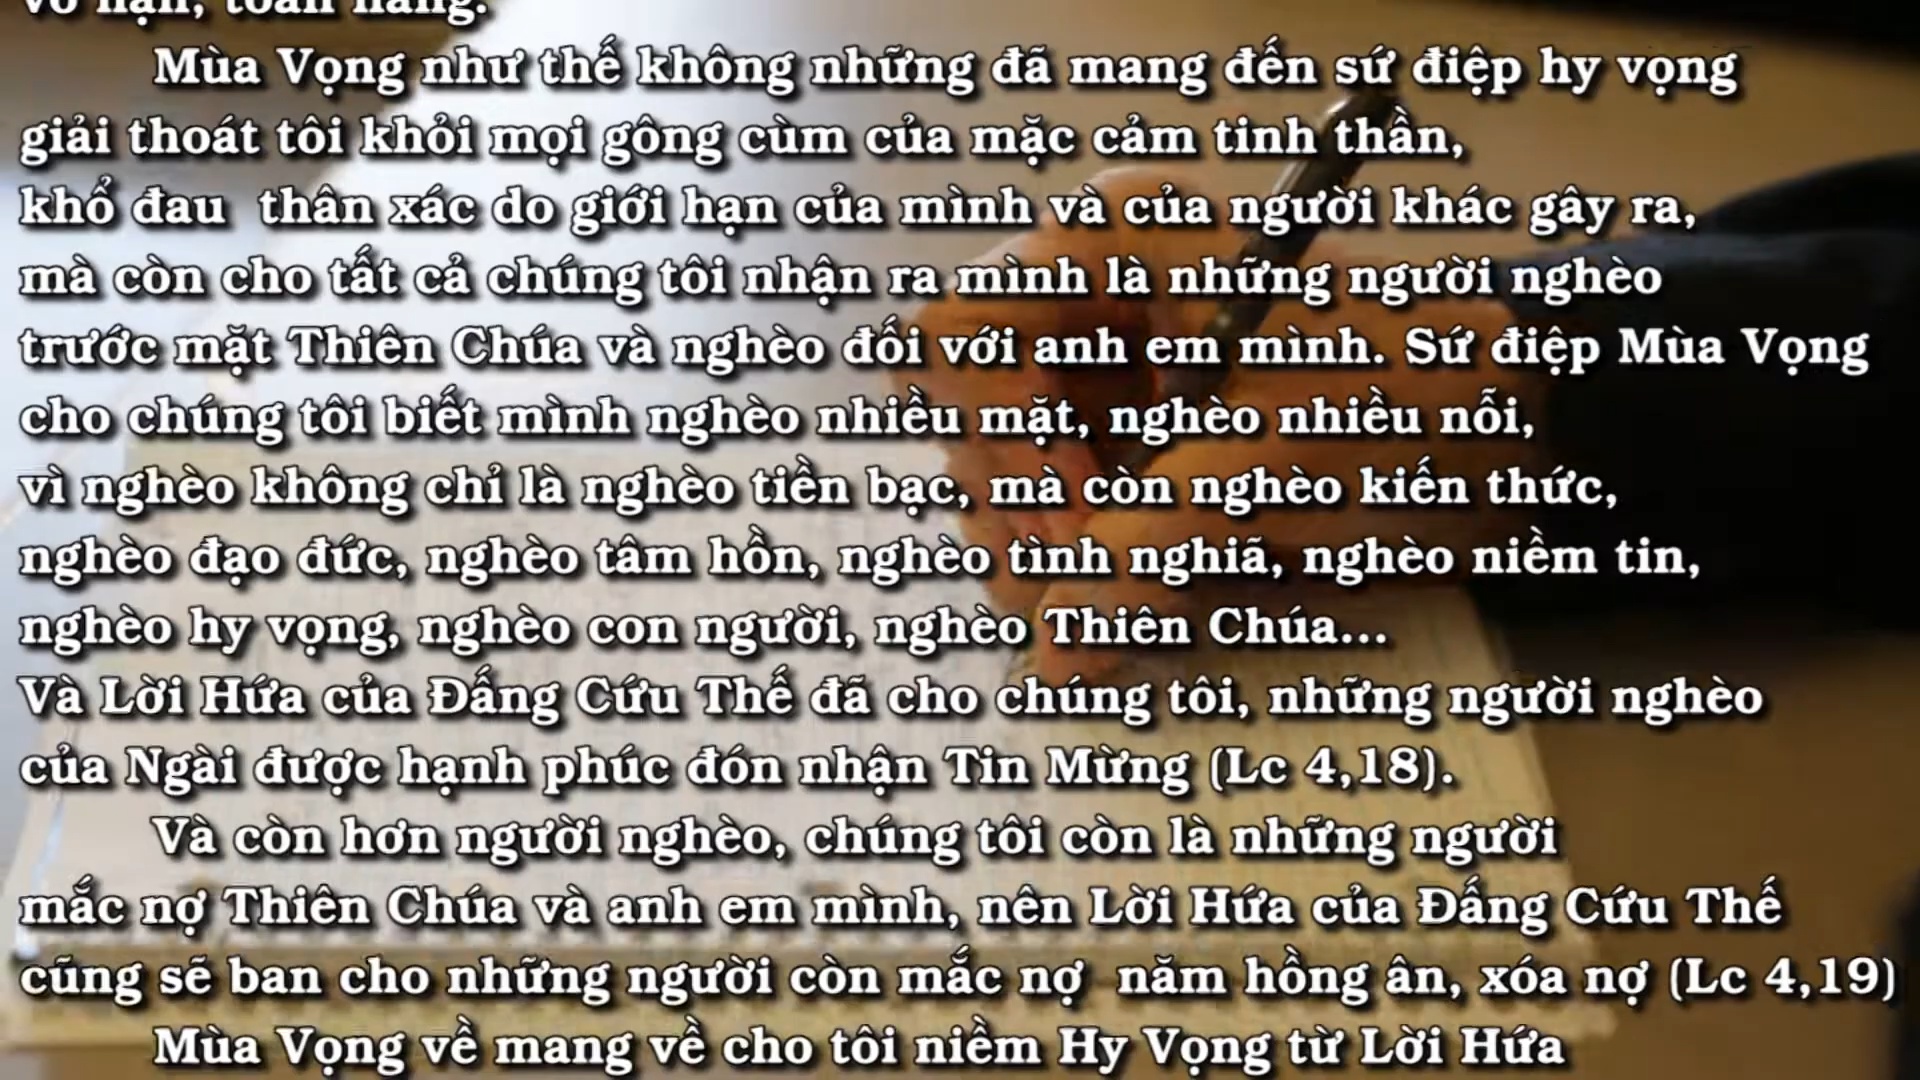 vô hạn, toàn năng.
Mùa Vọng như thế không những đã mang đến sứ điệp hy vọng
giải thoát tôi khỏi mọi gông cùm của mặc cảm tinh thần,
khổ đau  thân xác do giới hạn của mình và của người khác gây ra,
mà còn cho tất cả chúng tôi nhận ra mình là những người nghèo
trước mặt Thiên Chúa và nghèo đối với anh em mình. Sứ điệp Mùa Vọng
cho chúng tôi biết mình nghèo nhiều mặt, nghèo nhiều nỗi,
vì nghèo không chỉ là nghèo tiền bạc, mà còn nghèo kiến thức,
nghèo đạo đức, nghèo tâm hồn, nghèo tình nghiã, nghèo niềm tin,
nghèo hy vọng, nghèo con người, nghèo Thiên Chúa...
Và Lời Hứa của Đấng Cứu Thế đã cho chúng tôi, những người nghèo
của Ngài được hạnh phúc đón nhận Tin Mừng (Lc 4,18).
Và còn hơn người nghèo, chúng tôi còn là những người
mắc nợ Thiên Chúa và anh em mình, nên Lời Hứa của Đấng Cứu Thế
cũng sẽ ban cho những người còn mắc nợ  năm hồng ân, xóa nợ (Lc 4,19)
Mùa Vọng về mang về cho tôi niềm Hy Vọng từ Lời Hứa